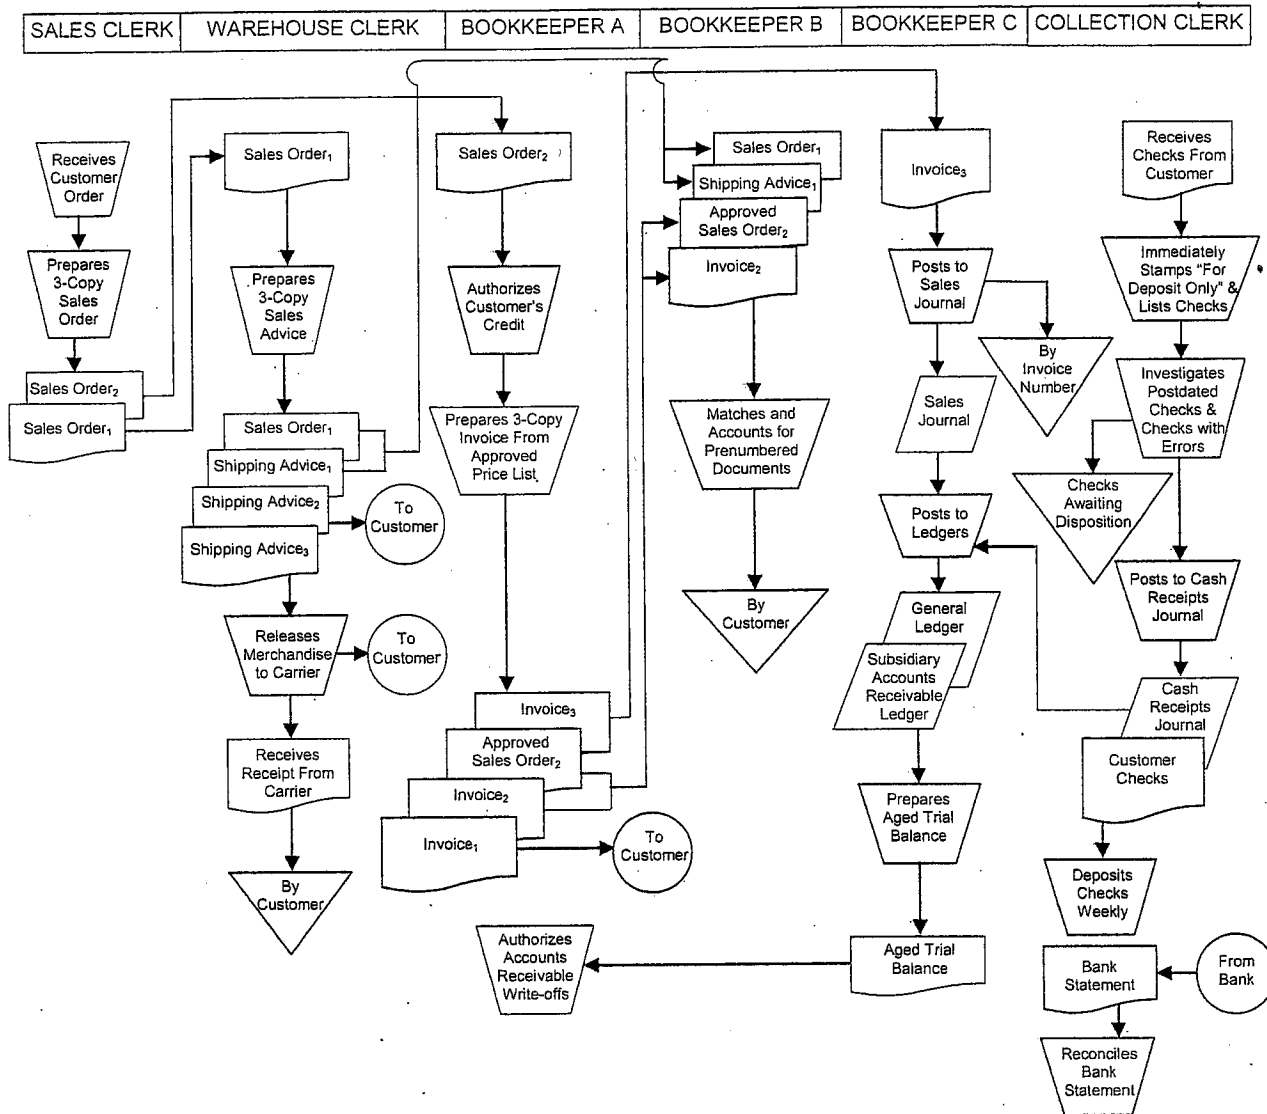 SALES CLERK
WAREHOUSE CLERK
BOOKKEEPER A
BOOKKEEPER B
BOOKKEEPER C
COLLECTION CLERK
Receives
Customer
Order
Prepares
3-Copy
Sales
Order
Sales Order2
Sales Order1
Sales Order1
Prepares
3-Copy
Sales
Advice
Sales Order1
Shipping Advice1
Shipping Advice2
Shipping Advice3
To
Customer
Releases
Merchandise
to Carrier
To
Customer
Receives
Receipt From
Carrier
By
Customer
Sales Order2
Authorizes
Customer's
Credit
Prepares 3-Copy
Invoice From
Approved
Price List
Invoice3
Approved
Sales Order2
Invoice2
Invoice1
To
Customer
Authorizes
Accounts
Receivable
Write-offs
Sales Order1
Shipping Advice1
Approved
Sales Order2
Invoice2
Matches and
Accounts for
Prenumbered
Documents
By
Customer
Invoice3
Posts to
Sales
Journal
By
Invoice
Number
Sales
Journal
Posts to
Ledgers
General
Ledger
Subsidiary
Accounts
Receivable
Ledger
Prepares
Aged Trial
Balance
Aged Trial
Balance
Receives
Checks From
Customer
Immediately
Stamps "For
Deposit Only" &
Lists Checks
Investigates
Postdated
Checks &
Checks with
Errors
Checks
Awaiting
Disposition
Posts to Cash
Receipts
Journal
Cash
Receipts
Journal
Customer
Checks
Deposits
Checks
Weekly
Bank
Statement
From
Bank
Reconciles
Bank
Statement